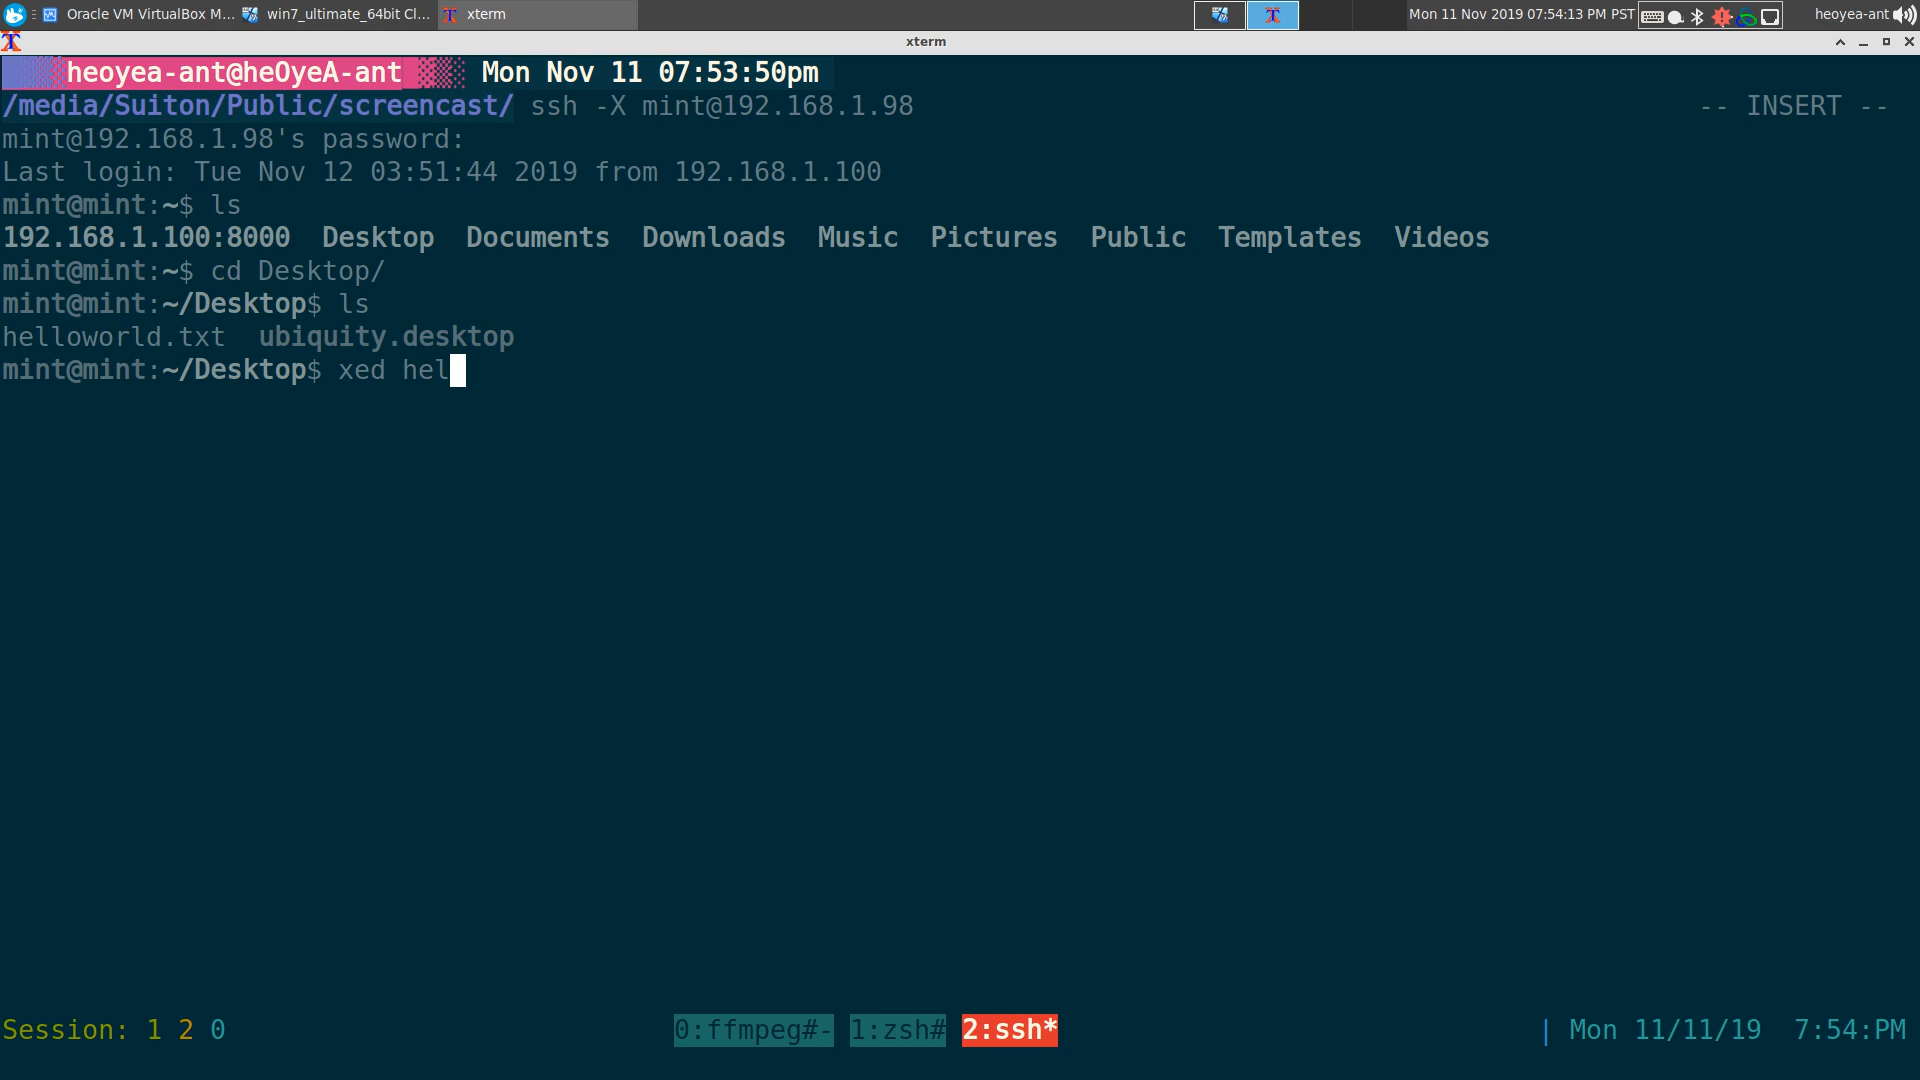 Oracle VM VirtualBox M... win7_ultimate_64bit Cl... xterm Mon 11 Nov 2019 07:54:13 PM PST heoyea-ant
xterm
heoyea-ant@heOyeA-ant Mon Nov 11 07:53:50pm
/media/Suiton/Public/screencast/ ssh -X mint@192.168.1.98 -- INSERT --
mint@192.168.1.98's password:
Last login: Tue Nov 12 03:51:44 2019 from 192.168.1.100
mint@mint:~$ ls
192.168.1.100:8000 Desktop Documents Downloads Music Pictures Public Templates Videos
mint@mint:~$ cd Desktop/
mint@mint:~/Desktop$ ls
helloworld.txt ubiquity.desktop
mint@mint:~/Desktop$ xed hel
Session: 1 2 0 0:ffmpeg#- 1:zsh# 2:ssh* | Mon 11/11/19 7:54:PM